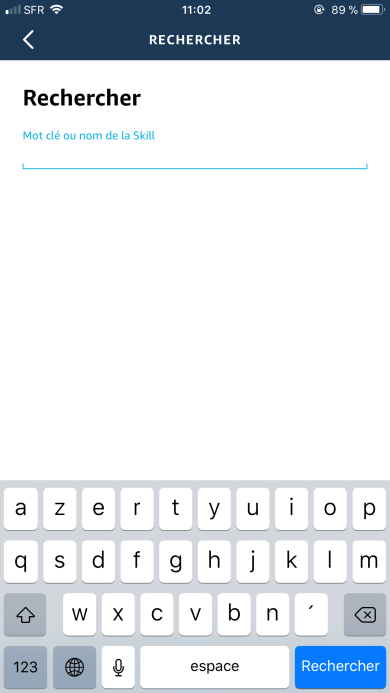 SFR 11:02 89 %
RECHERCHER
Rechercher
Mot clé ou nom de la Skill
a z e r t y u i o p
q s d f g h j k l m
w x c v b n ´
123 espace Rechercher